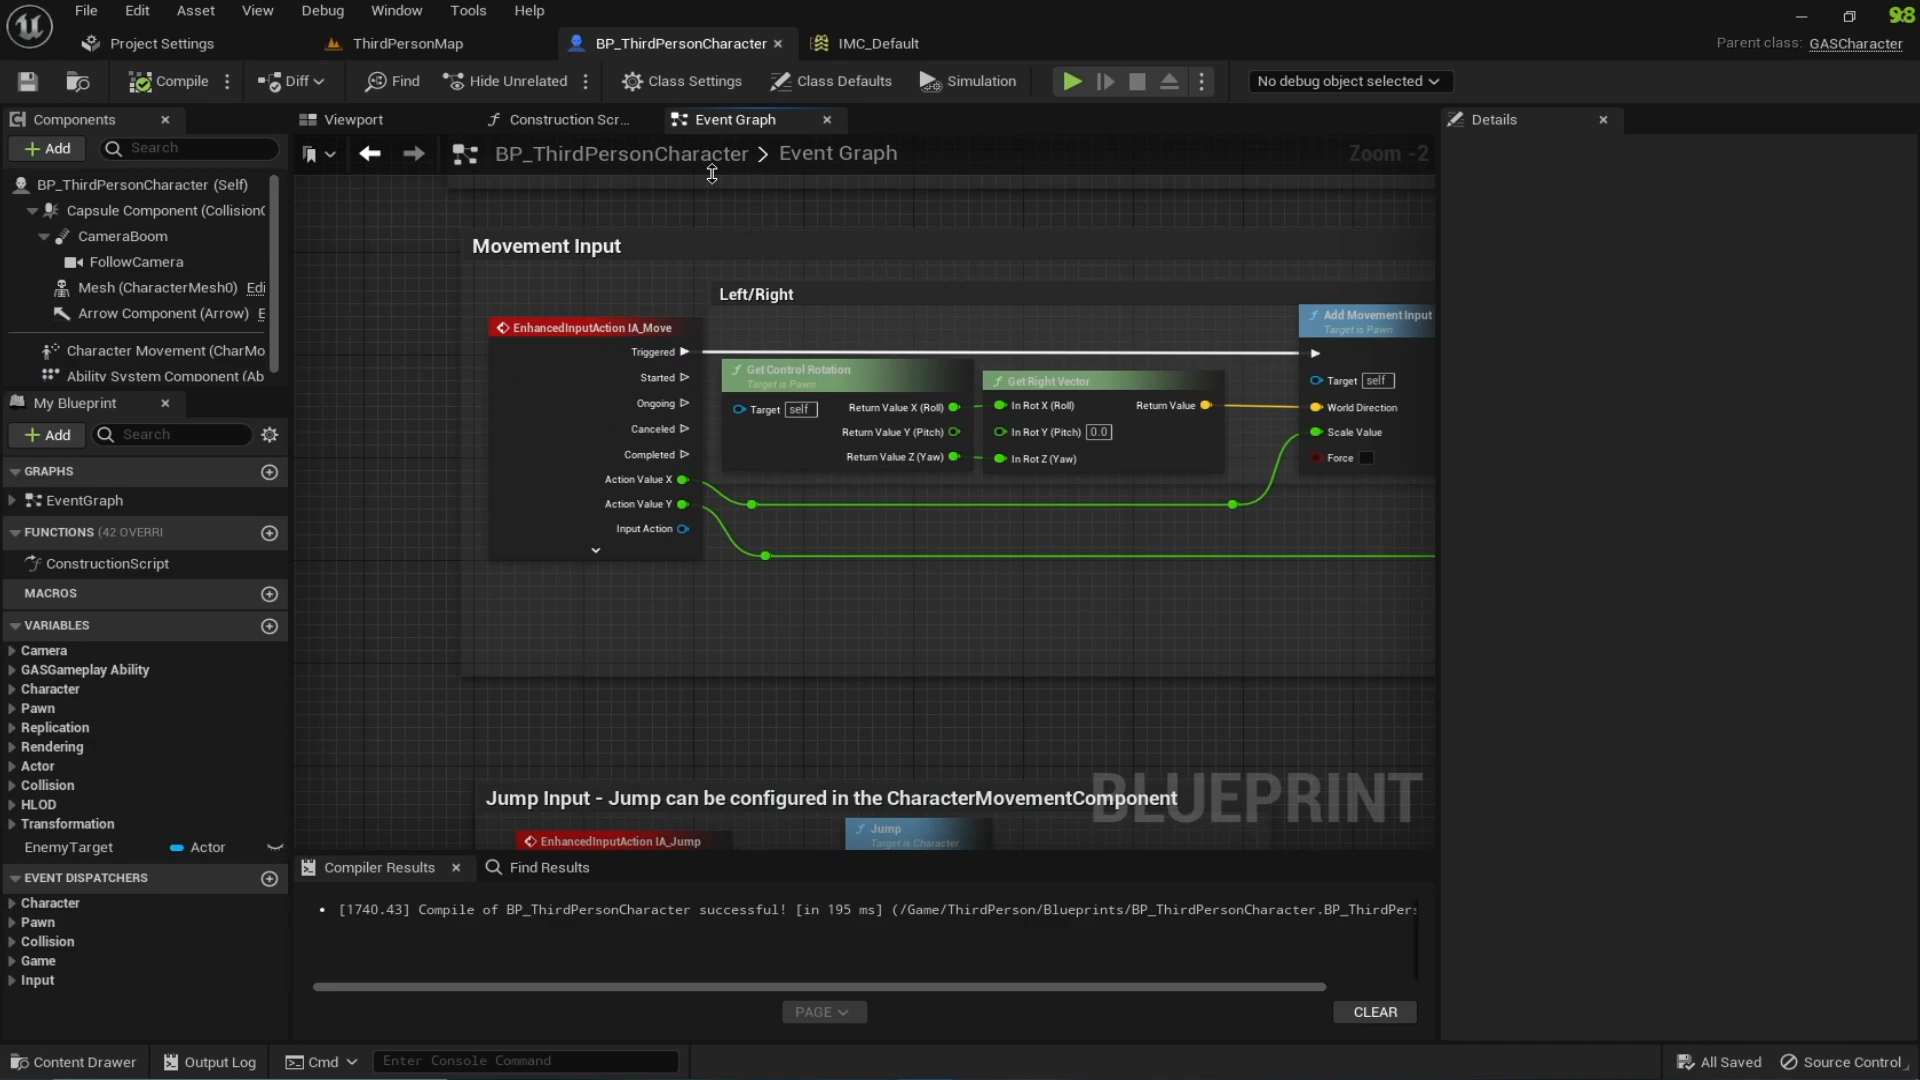 File Edit Asset View Debug Window Tools Help
98
Project Settings ThirdPersonMap BP_ThirdPersonCharacter IMC_Default
Parent class: GASCharacter
Compile Diff Find Hide Unrelated Class Settings Class Defaults Simulation No debug object selected
Components
Viewport Construction Scr... Event Graph
Details
Add Search
BP_ThirdPersonCharacter > Event Graph
Zoom -2
BP_ThirdPersonCharacter (Self)
Capsule Component (CollisionC
CameraBoom
FollowCamera
Mesh (CharacterMesh0) Edi
Arrow Component (Arrow) E
Character Movement (CharMo
Ability System Component (Ab
My Blueprint
Add Search
GRAPHS
EventGraph
FUNCTIONS (42 OVERRI
ConstructionScript
MACROS
VARIABLES
Camera
GASGameplay Ability
Character
Pawn
Replication
Rendering
Actor
Collision
HLOD
Transformation
EnemyTarget Actor
EVENT DISPATCHERS
Character
Pawn
Collision
Game
Input
Movement Input
Left/Right
EnhancedInputAction IA_Move
Triggered
Started
Ongoing
Canceled
Completed
Action Value X
Action Value Y
Input Action
Get Control Rotation
Target is Pawn
Target self
Return Value X (Roll)
Return Value Y (Pitch)
Return Value Z (Yaw)
Get Right Vector
In Rot X (Roll) Return Value
In Rot Y (Pitch) 0.0
In Rot Z (Yaw)
Add Movement Input
Target is Pawn
Target self
World Direction
Scale Value
Force
Jump Input - Jump can be configured in the CharacterMovementComponent
BLUEPRINT
EnhancedInputAction IA_Jump
Jump
Target is Character
Compiler Results Find Results
• [1740.43] Compile of BP_ThirdPersonCharacter successful! [in 195 ms] (/Game/ThirdPerson/Blueprints/BP_ThirdPersonCharacter.BP_ThirdPers
PAGE
CLEAR
Content Drawer Output Log Cmd Enter Console Command All Saved Source Control